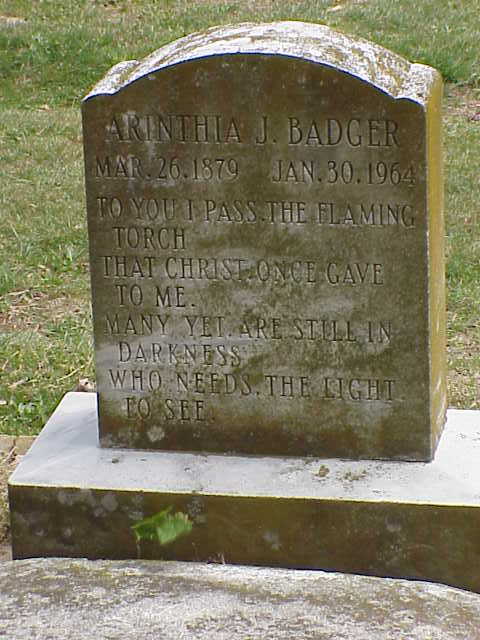 ARINTHIA J. BADGER
MAR. 26. 1879 JAN. 30. 1964
TO YOU I PASS. THE FLAMING
TORCH
THAT CHRIST. ONCE GAVE
TO ME.
MANY YET. ARE STILL IN
DARKNESS
WHO NEEDS. THE LIGHT
TO SEE.